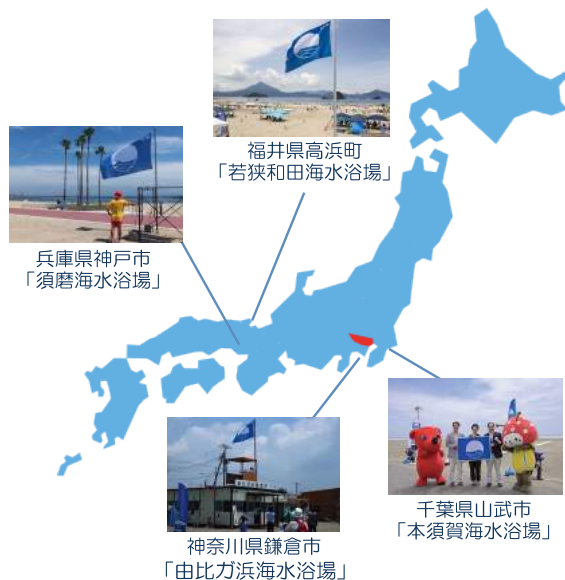 福井県高浜町
「若狭和田海水浴場」
兵庫県神戸市
「須磨海水浴場」
千葉県山武市
「本須賀海水浴場」
神奈川県鎌倉市
「由比ガ浜海水浴場」